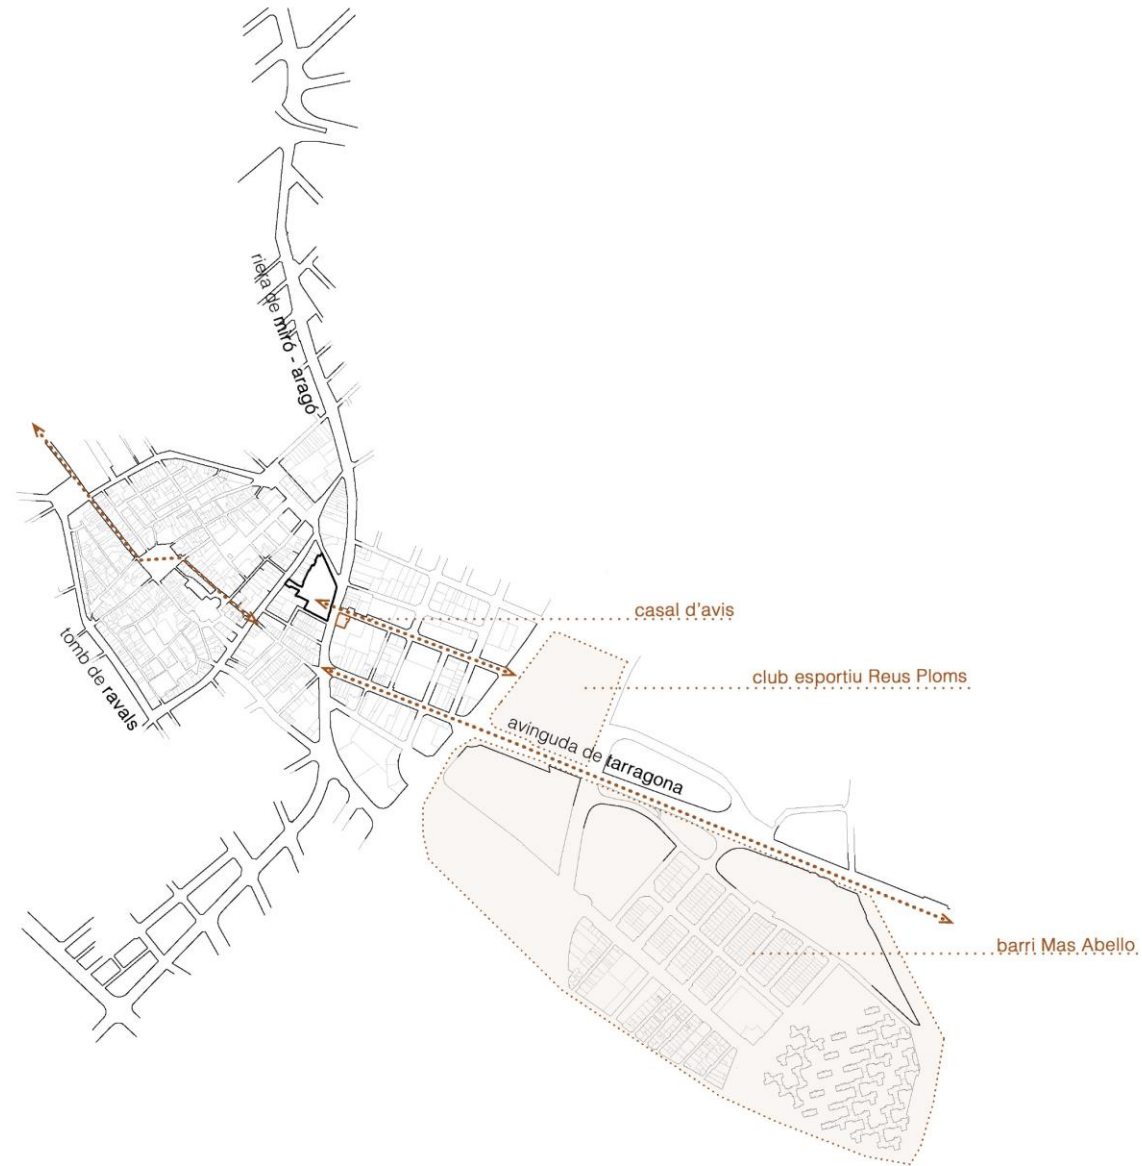 riera de miró - aragó
casal d'avis
tomb de ravals
club esportiu Reus Ploms
avinguda de tarragona
barri Mas Abello